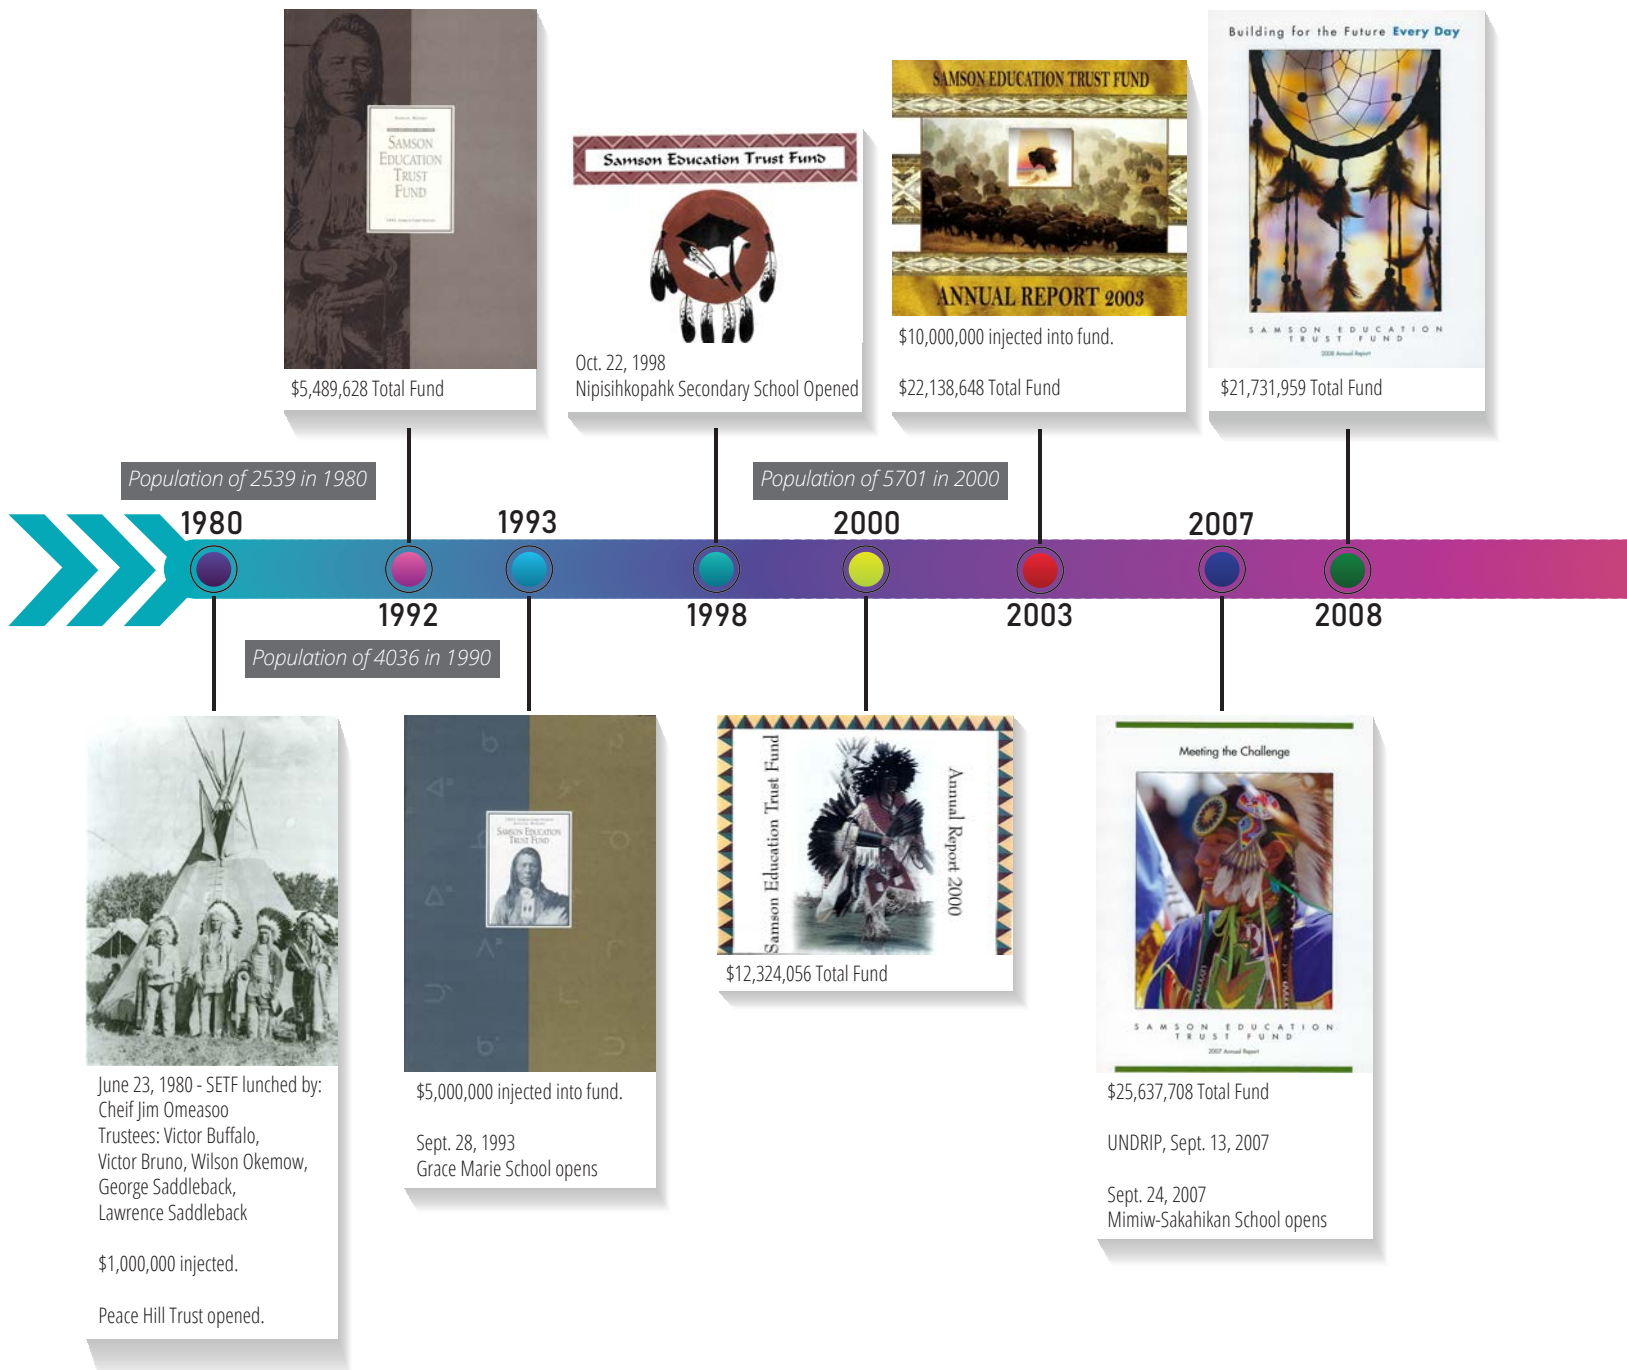 ANNUAL REPORT
SAMSON
EDUCATION
TRUST
FUND
$5,489,628 Total Fund
Samson Education Trust Fund
Oct. 22, 1998
Nipisihkopahk Secondary School Opened
SAMSON EDUCATION TRUST FUND
ANNUAL REPORT 2003
$10,000,000 injected into fund.
$22,138,648 Total Fund
Building for the Future Every Day
SAMSON EDUCATION
TRUST FUND
2008 Annual Report
$21,731,959 Total Fund
Population of 2539 in 1980
Population of 5701 in 2000
1980
1993
2000
2007
1992
1998
2003
2008
Population of 4036 in 1990
June 23, 1980 - SETF lunched by:
Cheif Jim Omeasoo
Trustees: Victor Buffalo,
Victor Bruno, Wilson Okemow,
George Saddleback,
Lawrence Saddleback
$1,000,000 injected.
Peace Hill Trust opened.
SAMSON EDUCATION
TRUST FUND
$5,000,000 injected into fund.
Sept. 28, 1993
Grace Marie School opens
Samson Education Trust Fund
Annual Report 2000
$12,324,056 Total Fund
Meeting the Challenge
SAMSON EDUCATION
TRUST FUND
2007 Annual Report
$25,637,708 Total Fund
UNDRIP, Sept. 13, 2007
Sept. 24, 2007
Mimiw-Sakahikan School opens